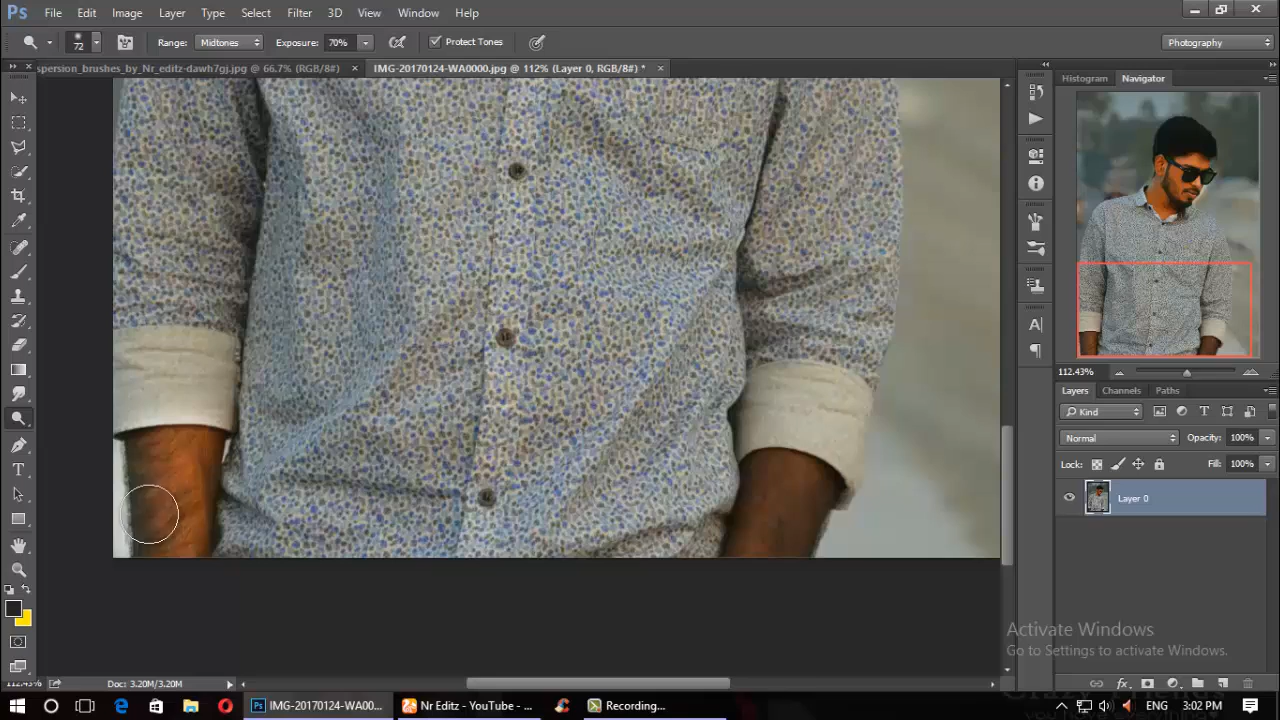 Ps File Edit Image Layer Type Select Filter 3D View Window Help
72 Range: Midtones Exposure: 70% Protect Tones Photography
spersion_brushes_by_Nr_editz-dawh7gj.jpg @ 66.7% (RGB/8#) × IMG-20170124-WA0000.jpg @ 112% (Layer 0, RGB/8#) * ×
Histogram Navigator
112.43%
Layers Channels Paths
Kind
Normal Opacity: 100%
Lock: Fill: 100%
Layer 0
Activate Windows
Go to Settings to activate Windows.
112.43% Doc: 3.20M/3.20M
Crazy Friends
IMG-20170124-WA00... Nr Editz - YouTube - ... Recording... ENG 3:02 PM